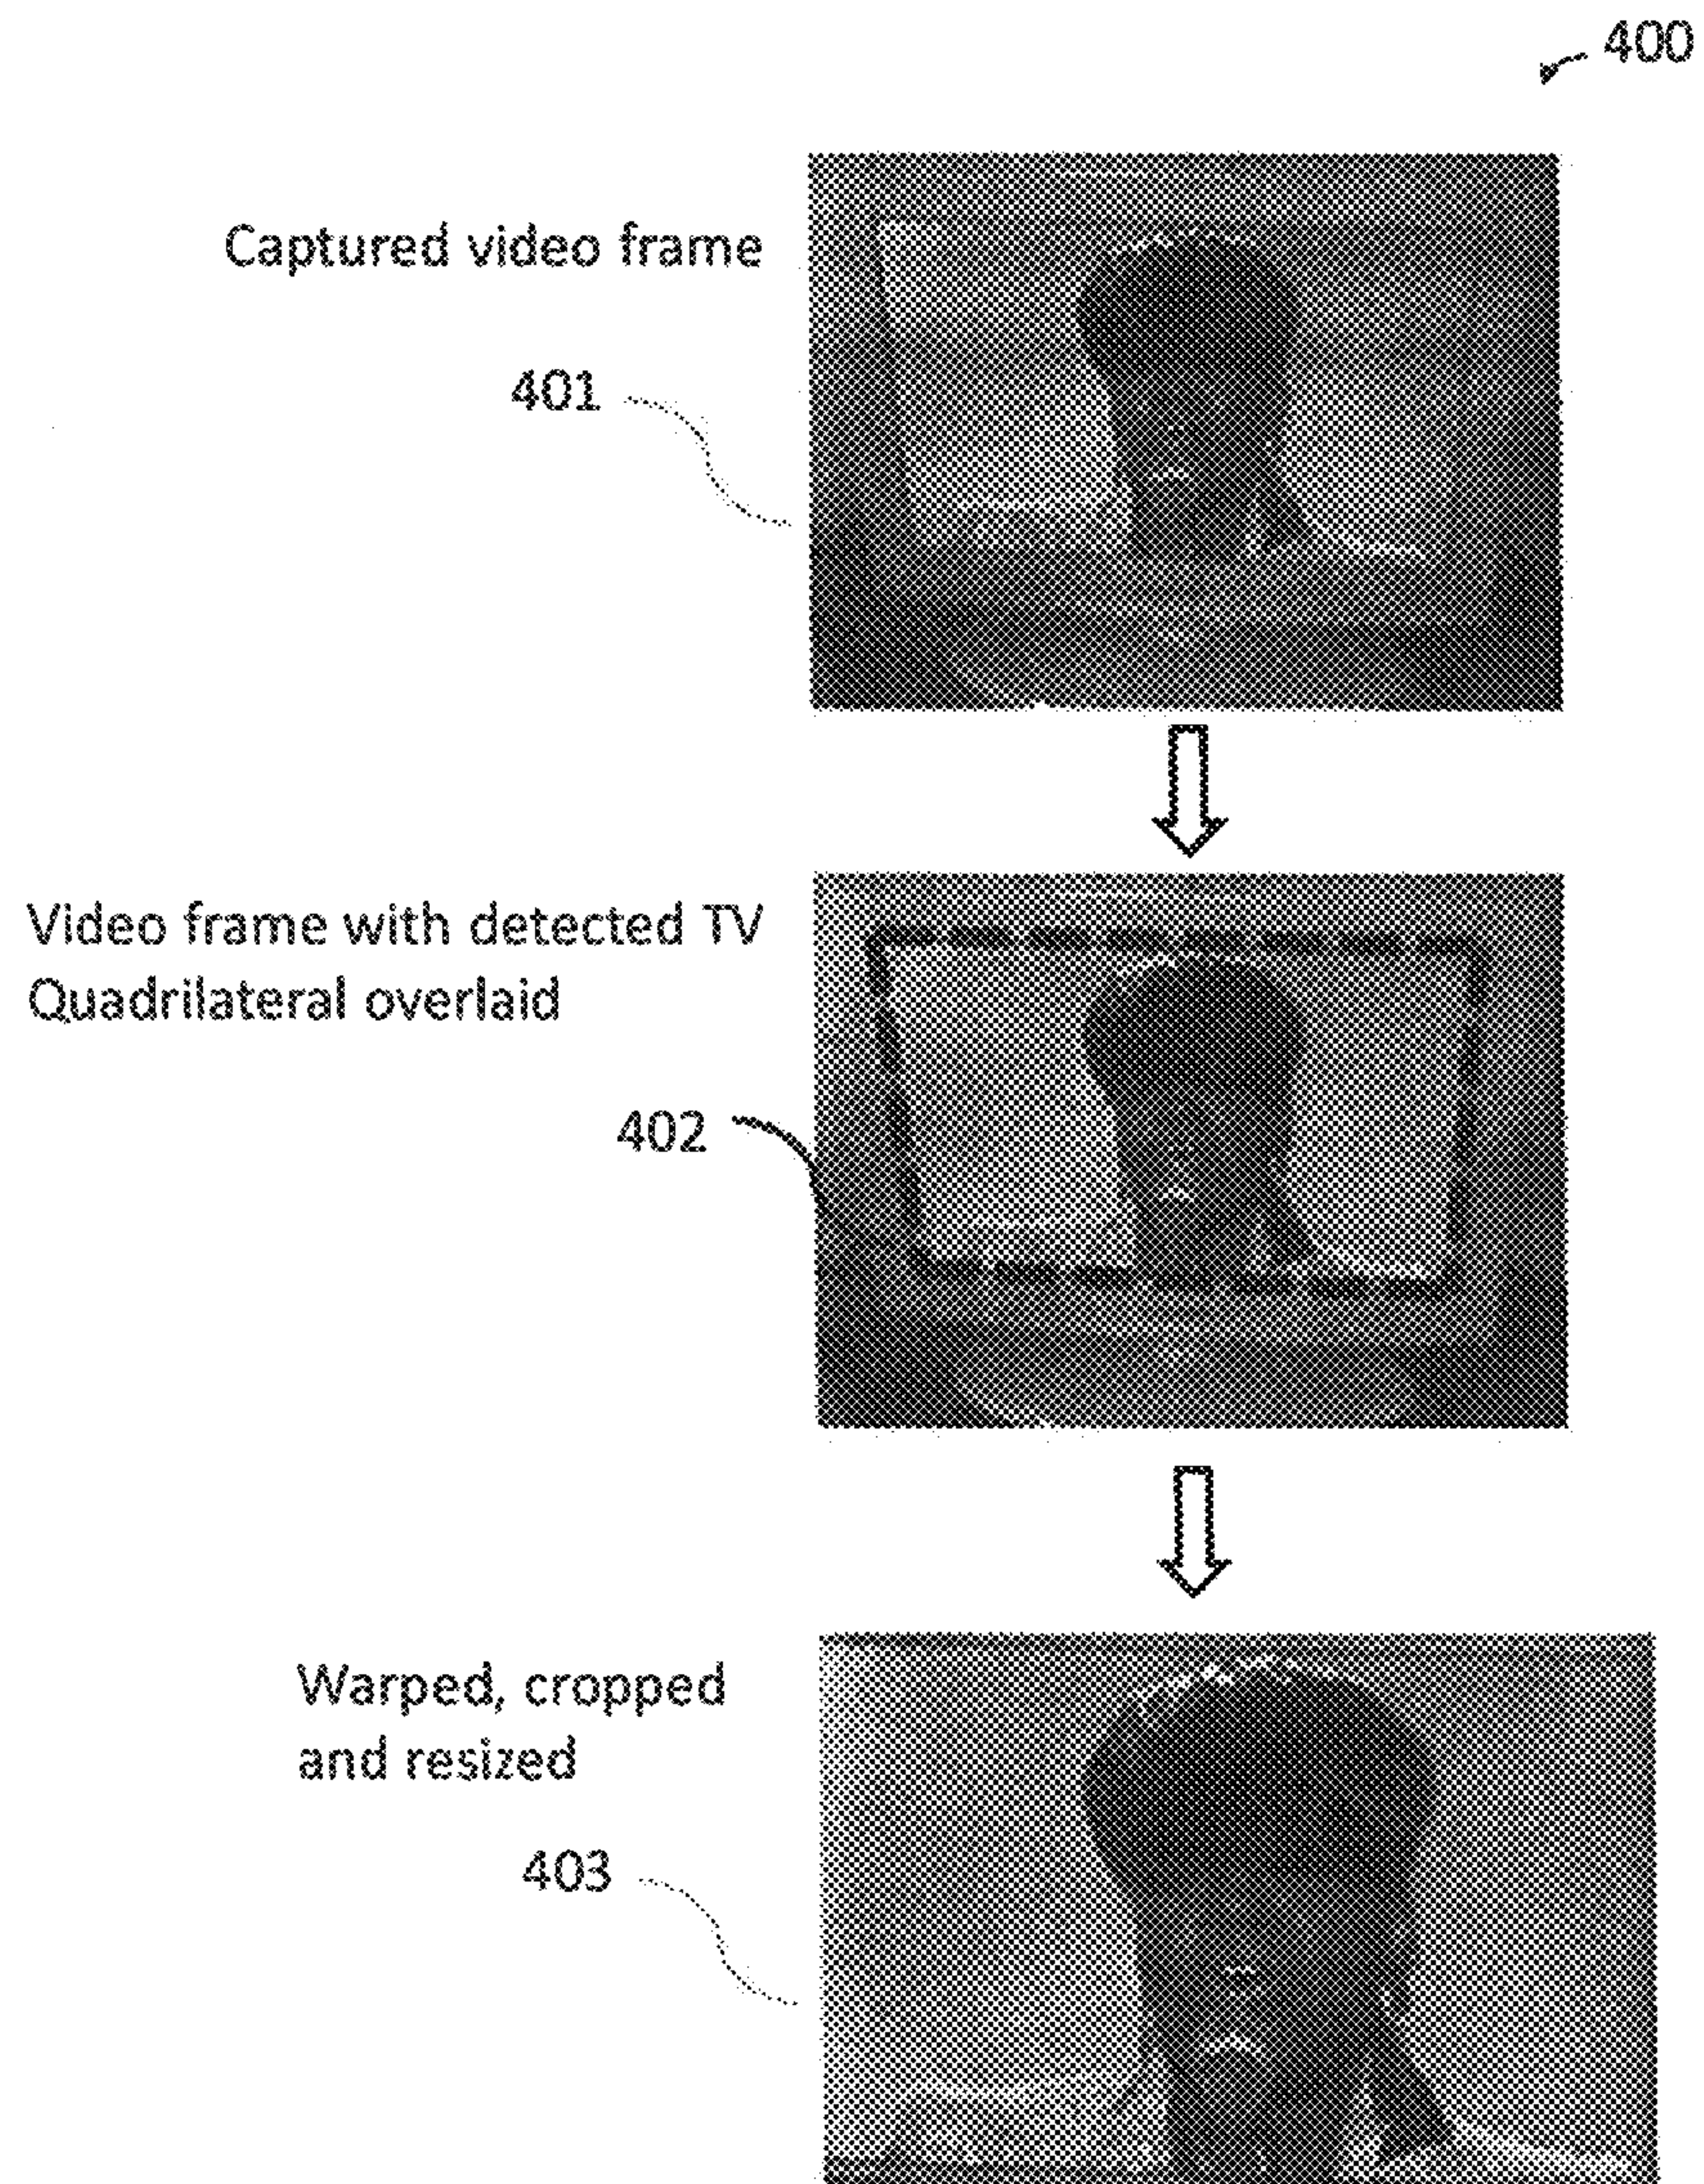 400
Captured video frame
401
Video frame with detected TV
Quadrilateral overlaid
402
Warped, cropped
and resized
403